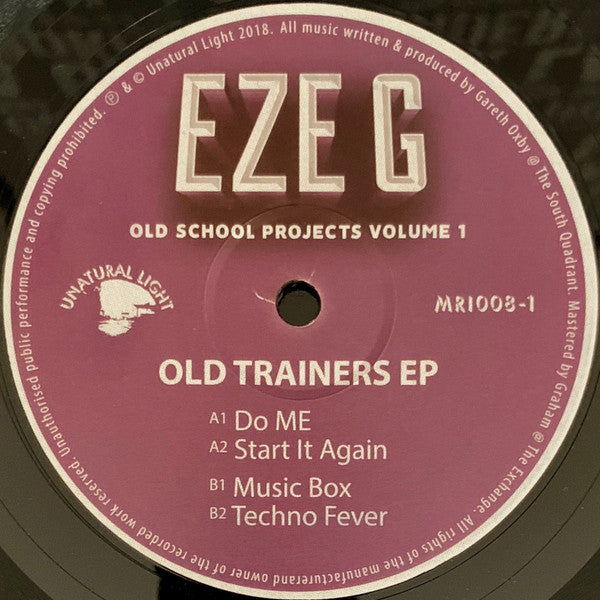 ℗ & © Unatural Light 2018. All music written & produced by Gareth Oxby @ The South Quadrant. Mastered by Graham @ The Exchange. All rights of the manufacturerand owner of the recorded work reserved. Unauthorised public performance and copying prohibited.
EZE G
OLD SCHOOL PROJECTS VOLUME 1
UNATURAL LIGHT
MRI008-1
OLD TRAINERS EP
A1 Do ME
A2 Start It Again
B1 Music Box
B2 Techno Fever